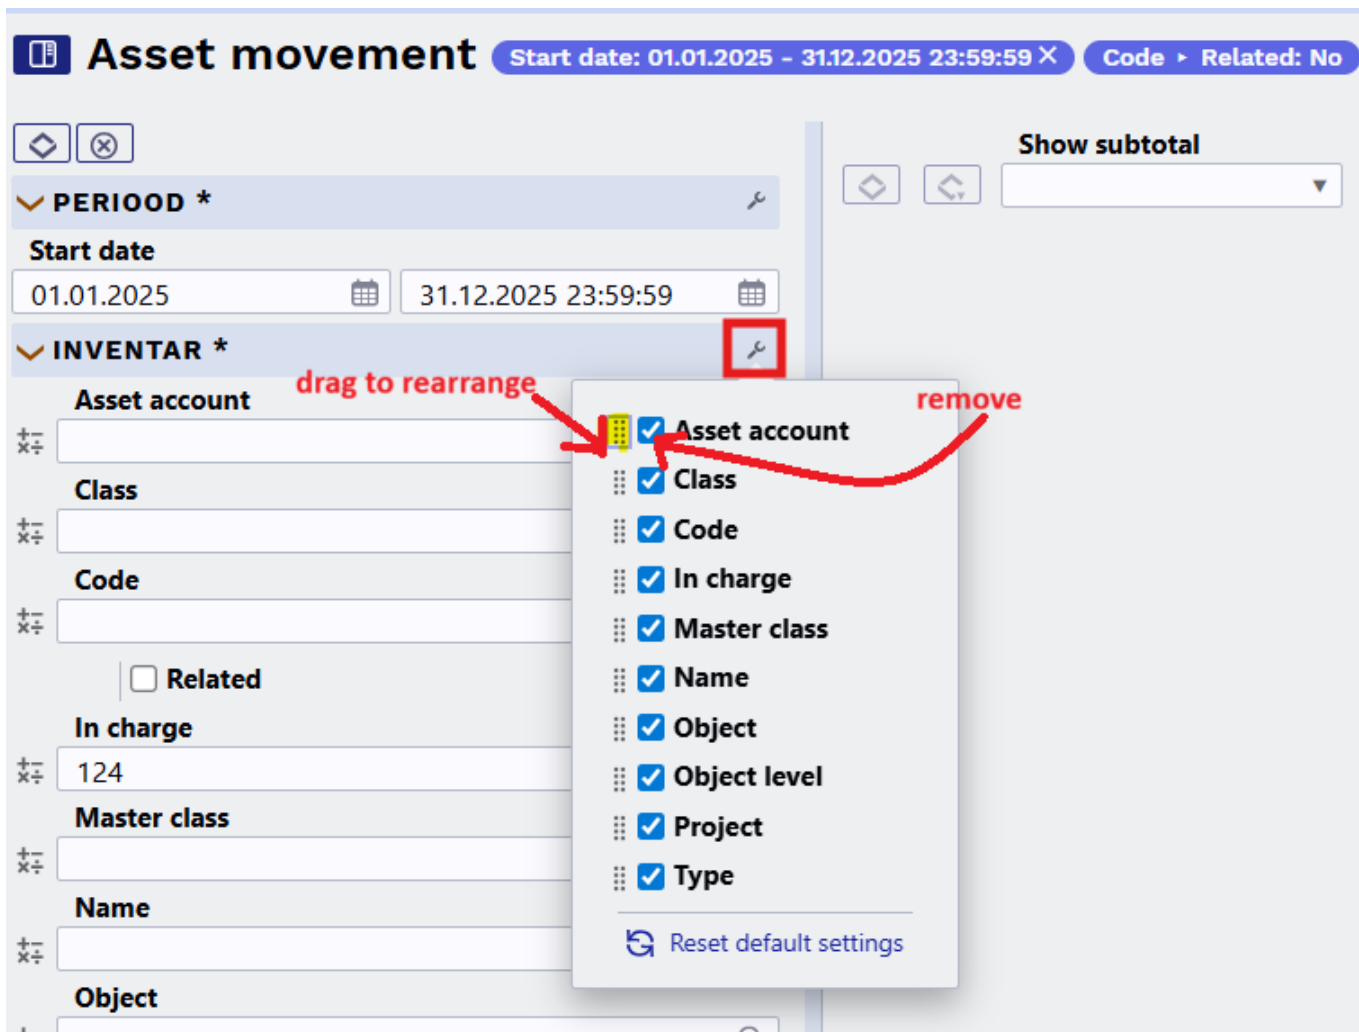 Asset movement
Start date: 01.01.2025 - 31.12.2025 23:59:59 ×
Code ▸ Related: No
Show subtotal
PERIOOD *
Start date
01.01.2025
31.12.2025 23:59:59
INVENTAR *
drag to rearrange
remove
Asset account
Class
Code
Related
In charge
124
Master class
Name
Object
Asset account
Class
Code
In charge
Master class
Name
Object
Object level
Project
Type
Reset default settings